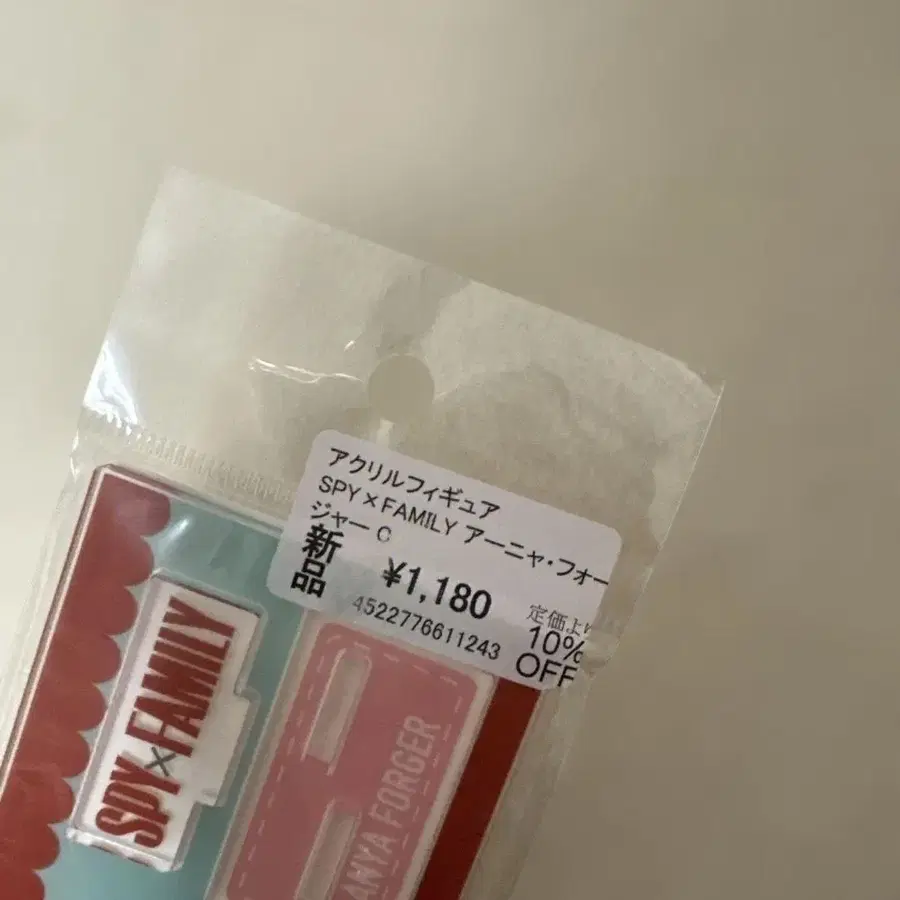 アクリルフィギュア
SPY×FAMILY アーニャ・フォー
ジャー C
新品
¥1,180
4522776611243
定価より
10%
OFF
SPY×FAMILY
ANYA FORGER